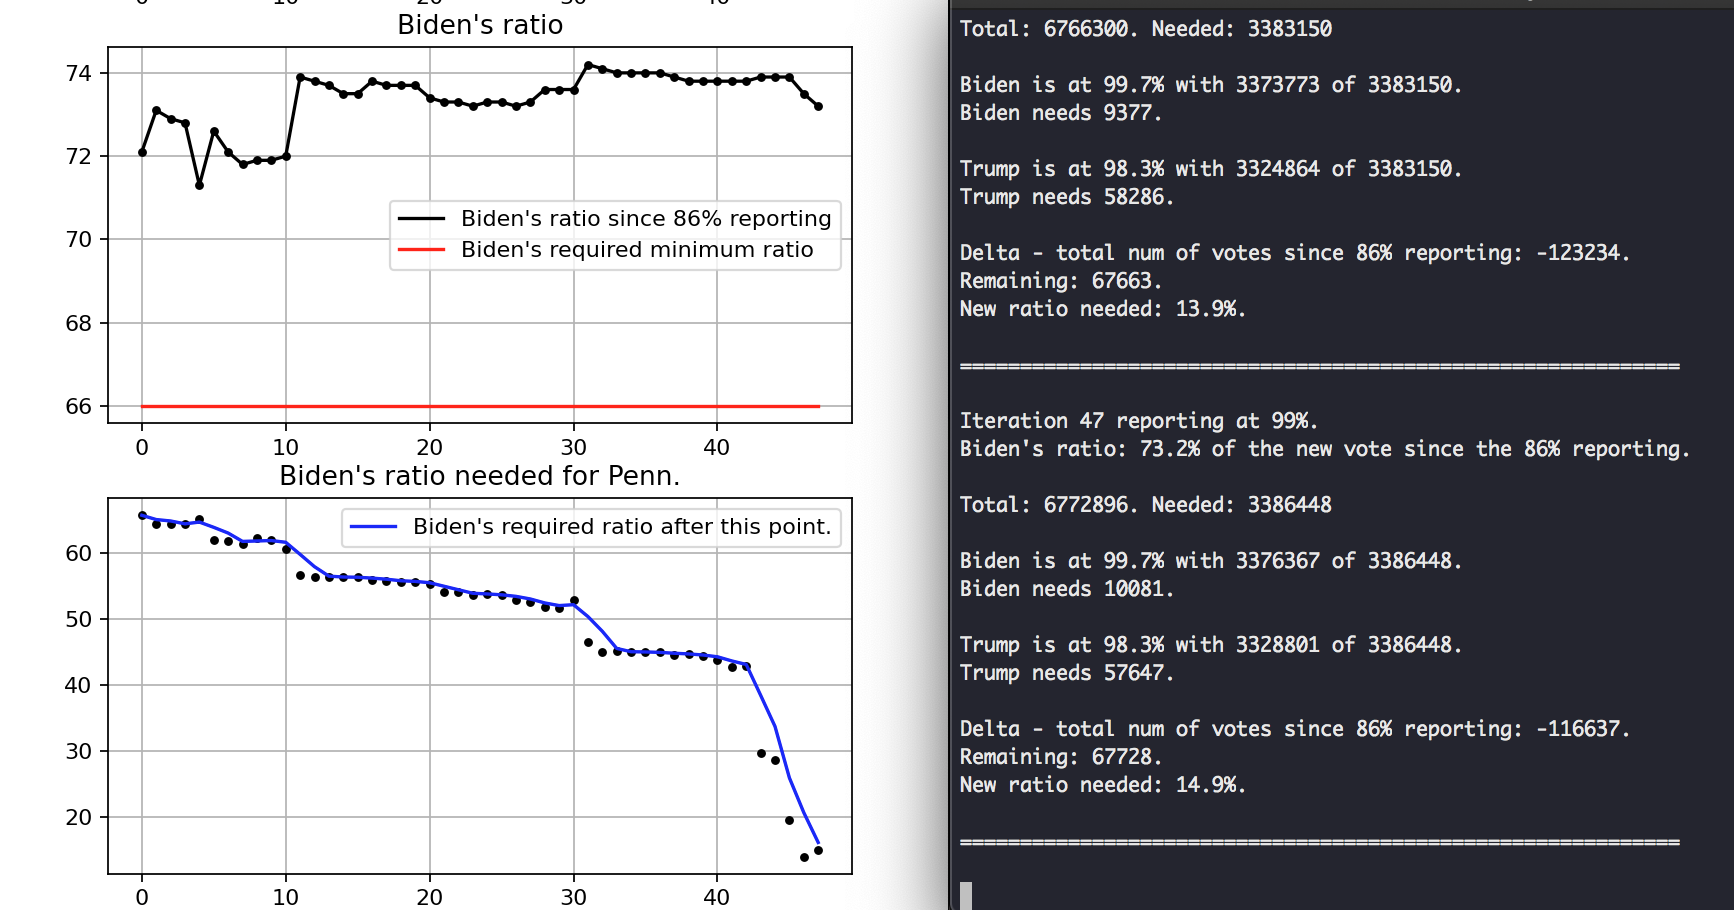 0 10 20 30 40
Biden's ratio
74
72
70
68
66
Biden's ratio since 86% reporting
Biden's required minimum ratio
0 10 20 30 40
Biden's ratio needed for Penn.
Biden's required ratio after this point.
60
50
40
30
20
0 10 20 30 40
Total: 6766300. Needed: 3383150
Biden is at 99.7% with 3373773 of 3383150.
Biden needs 9377.
Trump is at 98.3% with 3324864 of 3383150.
Trump needs 58286.
Delta - total num of votes since 86% reporting: -123234.
Remaining: 67663.
New ratio needed: 13.9%.
============================================================
Iteration 47 reporting at 99%.
Biden's ratio: 73.2% of the new vote since the 86% reporting.
Total: 6772896. Needed: 3386448
Biden is at 99.7% with 3376367 of 3386448.
Biden needs 10081.
Trump is at 98.3% with 3328801 of 3386448.
Trump needs 57647.
Delta - total num of votes since 86% reporting: -116637.
Remaining: 67728.
New ratio needed: 14.9%.
============================================================